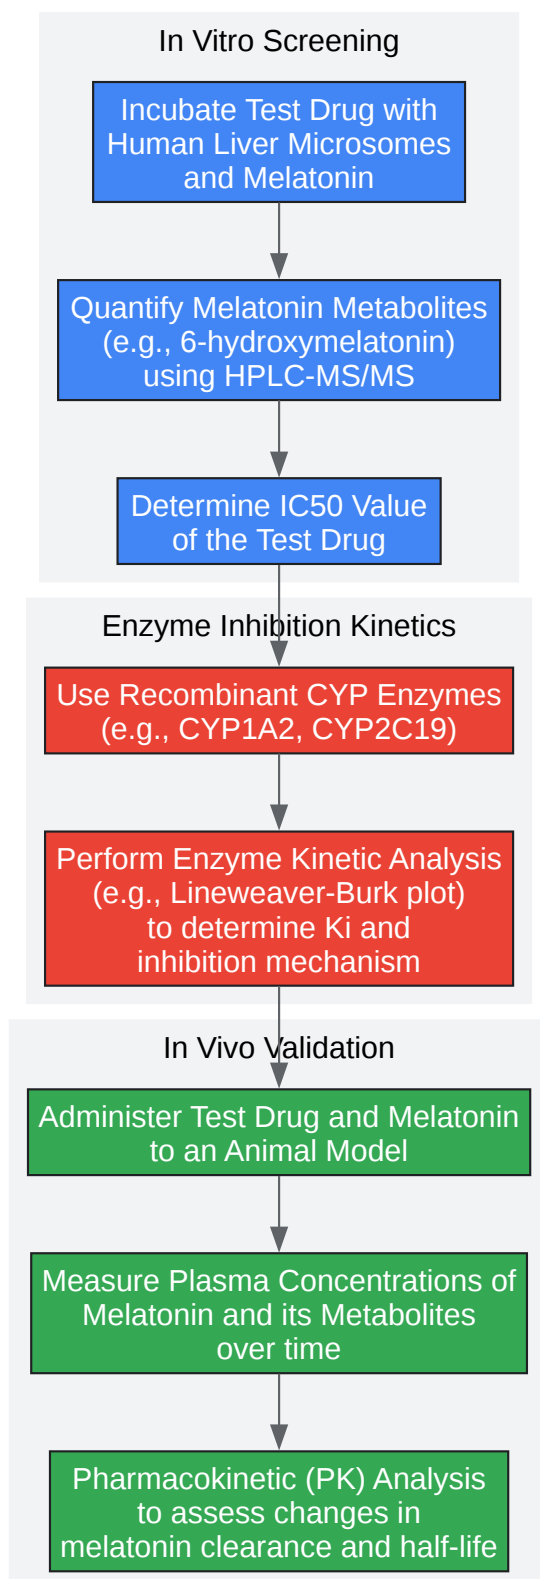 In Vitro Screening
Incubate Test Drug with
Human Liver Microsomes
and Melatonin
Quantify Melatonin Metabolites
(e.g., 6-hydroxymelatonin)
using HPLC-MS/MS
Determine IC50 Value
of the Test Drug
Enzyme Inhibition Kinetics
Use Recombinant CYP Enzymes
(e.g., CYP1A2, CYP2C19)
Perform Enzyme Kinetic Analysis
(e.g., Lineweaver-Burk plot)
to determine Ki and
inhibition mechanism
In Vivo Validation
Administer Test Drug and Melatonin
to an Animal Model
Measure Plasma Concentrations of
Melatonin and its Metabolites
over time
Pharmacokinetic (PK) Analysis
to assess changes in
melatonin clearance and half-life